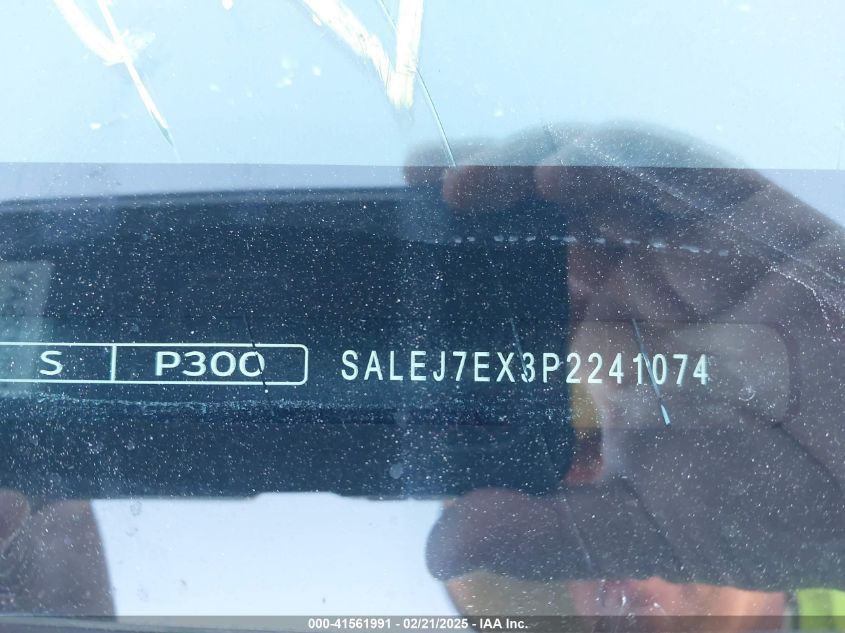 S | P300 SALEJ7EX3P2241074
000-41561991 - 02/21/2025 - IAA Inc.